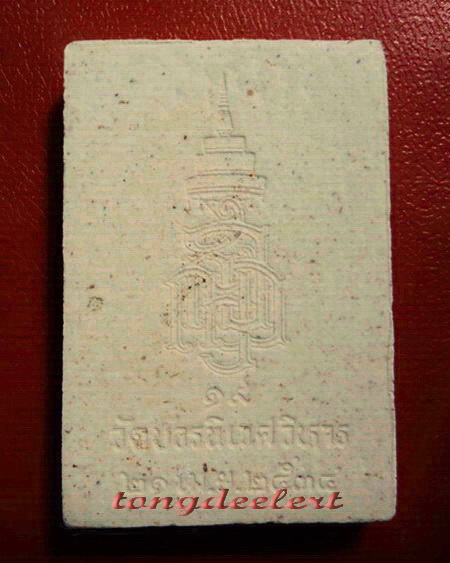 ๑๙
วัดบวรนิเวศวิหาร
๒๑ เม.ย. ๒๕๓๘
tongdeelert